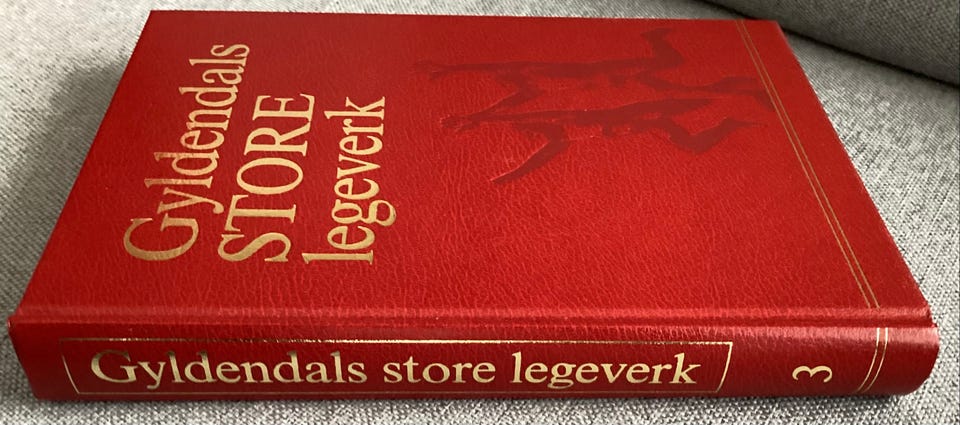 Gyldendals
STORE
legeverk
Gyldendals store legeverk
3